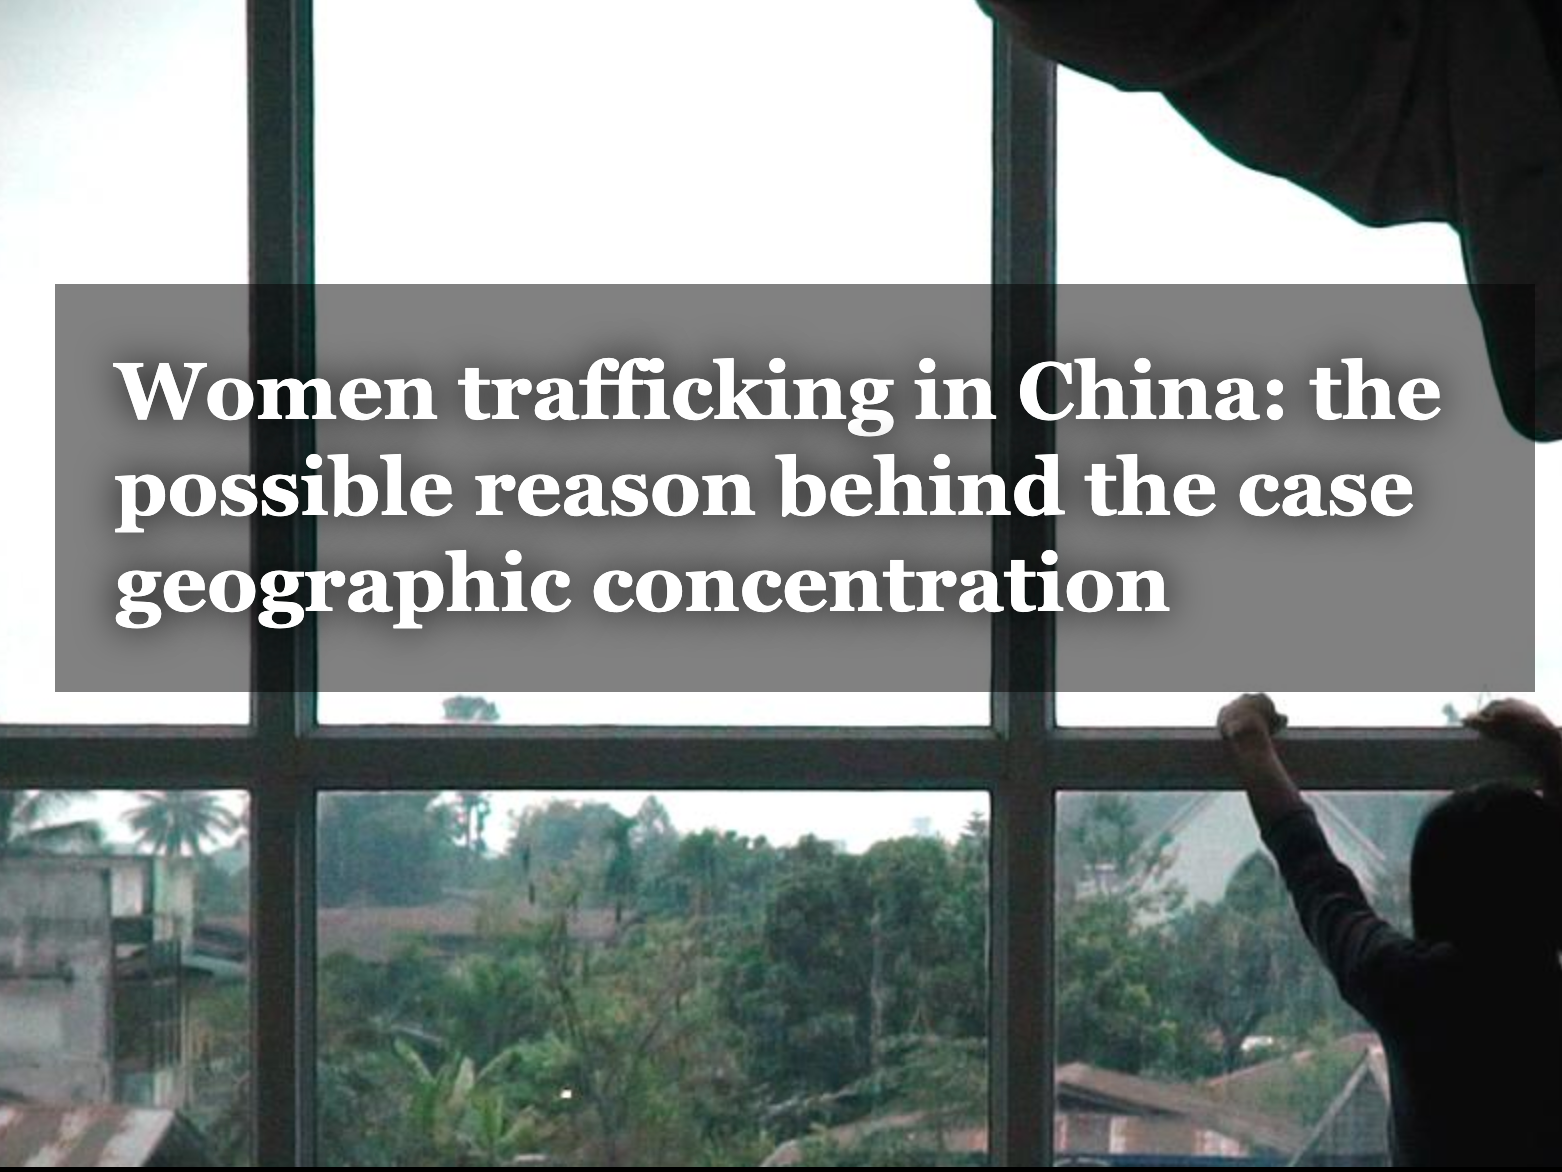 Women trafficking in China: the
possible reason behind the case
geographic concentration